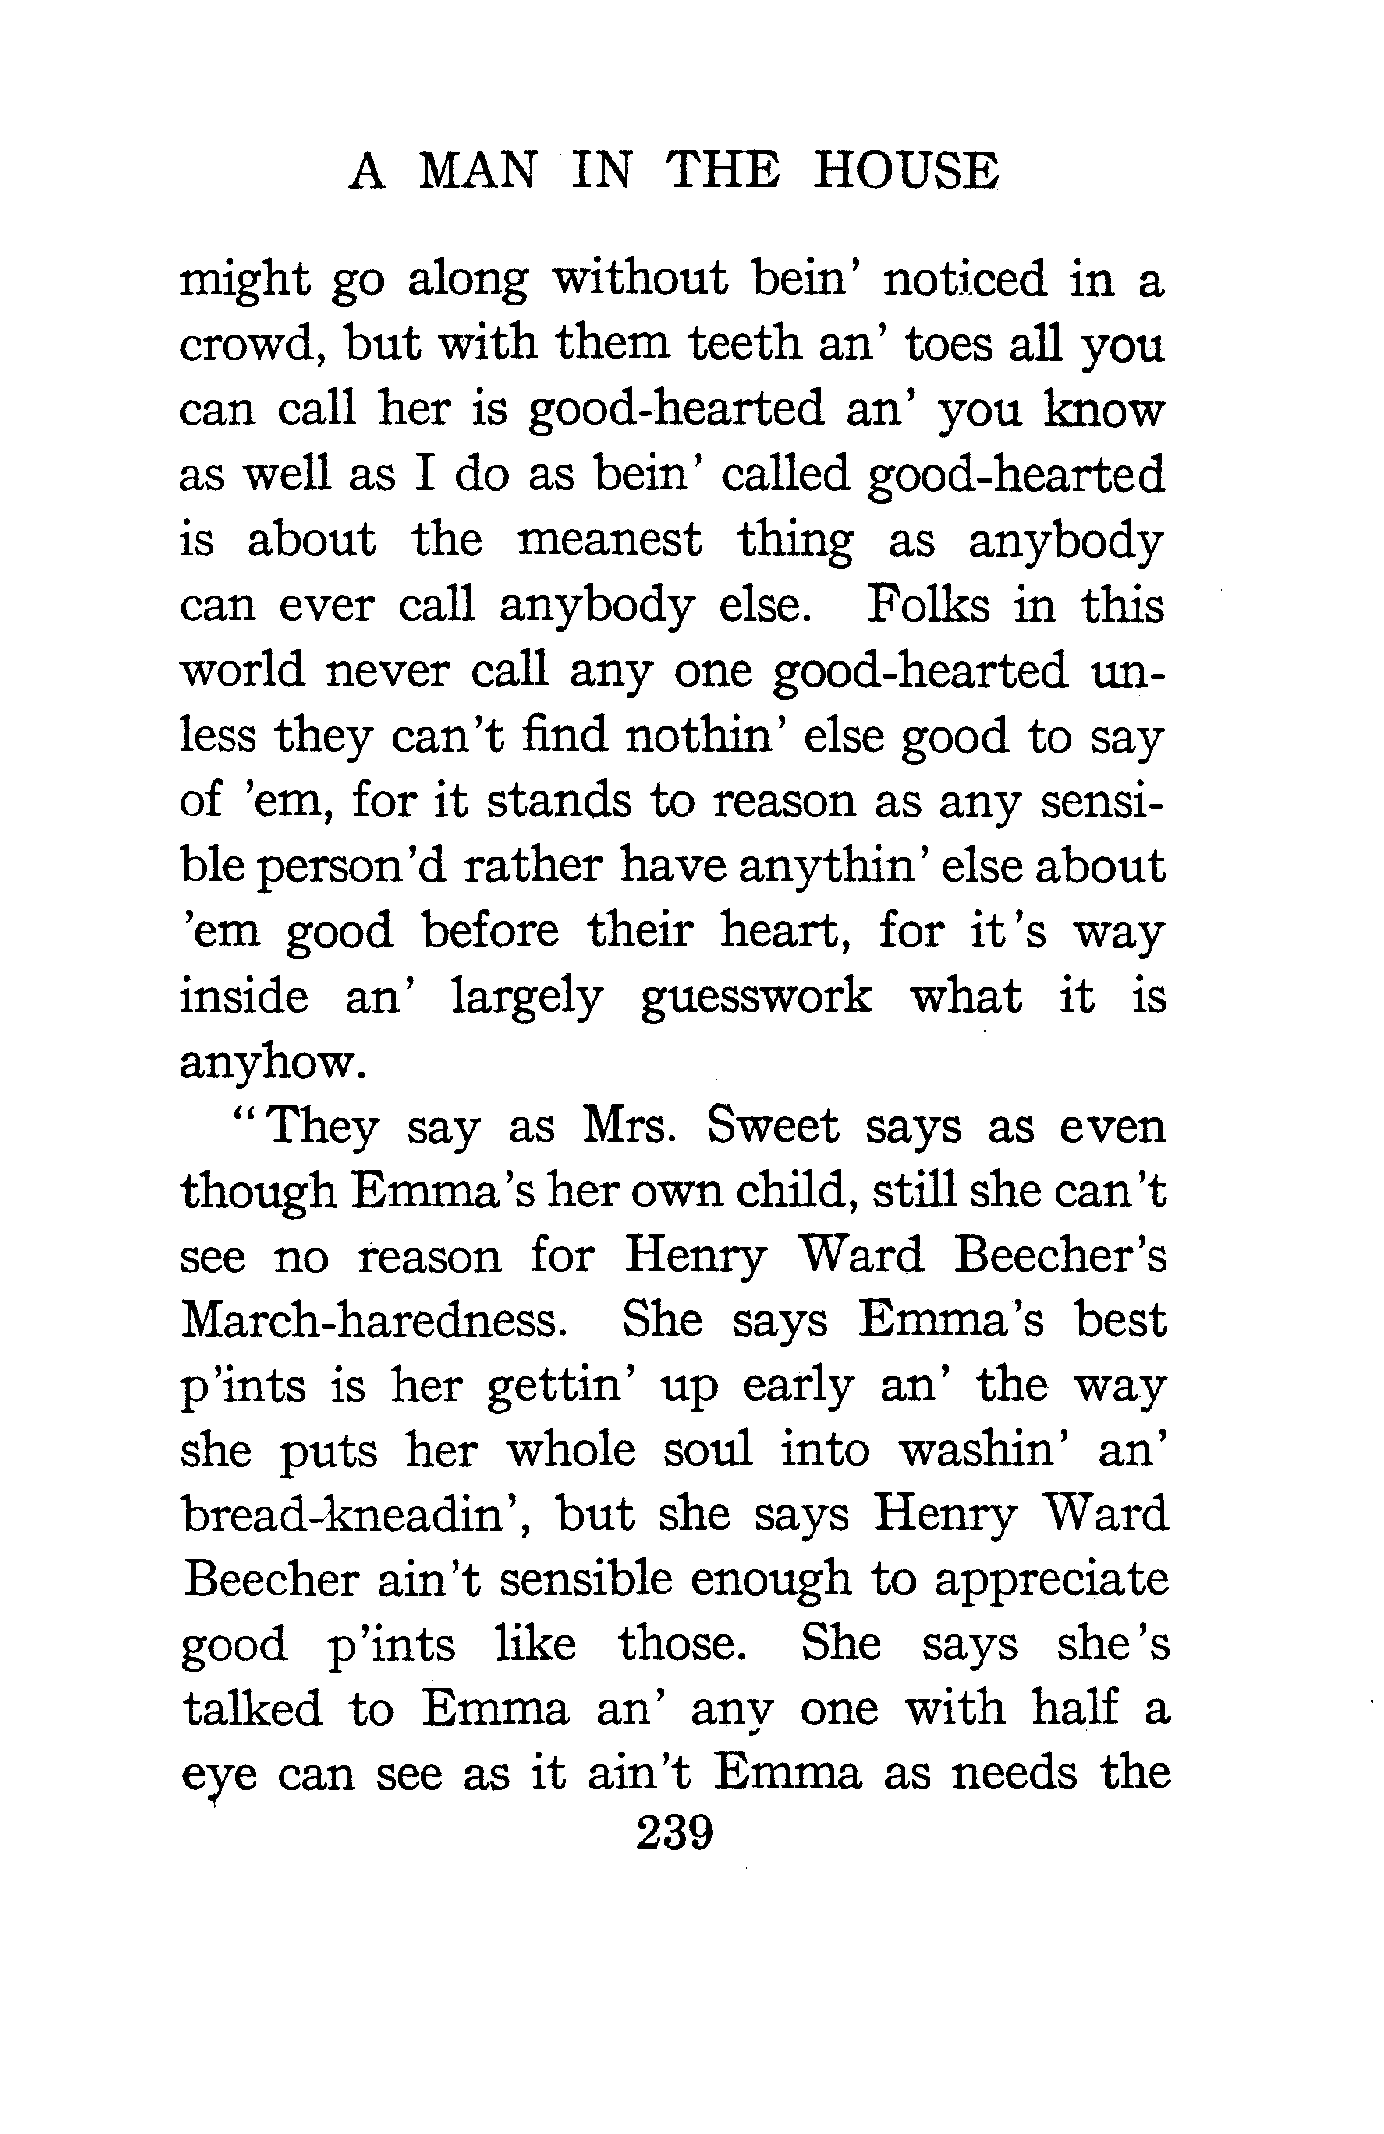 A MAN IN THE HOUSE
might go along without bein' noticed in a
crowd, but with them teeth an' toes all you
can call her is good-hearted an' you know
as well as I do as bein' called good-hearted
is about the meanest thing as anybody
can ever call anybody else. Folks in this
world never call any one good-hearted un-
less they can't find nothin' else good to say
of 'em, for it stands to reason as any sensi-
ble person'd rather have anythin' else about
'em good before their heart, for it's way
inside an' largely guesswork what it is
anyhow.
"They say as Mrs. Sweet says as even
though Emma's her own child, still she can't
see no reason for Henry Ward Beecher's
March-haredness. She says Emma's best
p'ints is her gettin' up early an' the way
she puts her whole soul into washin' an'
bread-kneadin', but she says Henry Ward
Beecher ain't sensible enough to appreciate
good p'ints like those. She says she's
talked to Emma an' any one with half a
eye can see as it ain't Emma as needs the
239